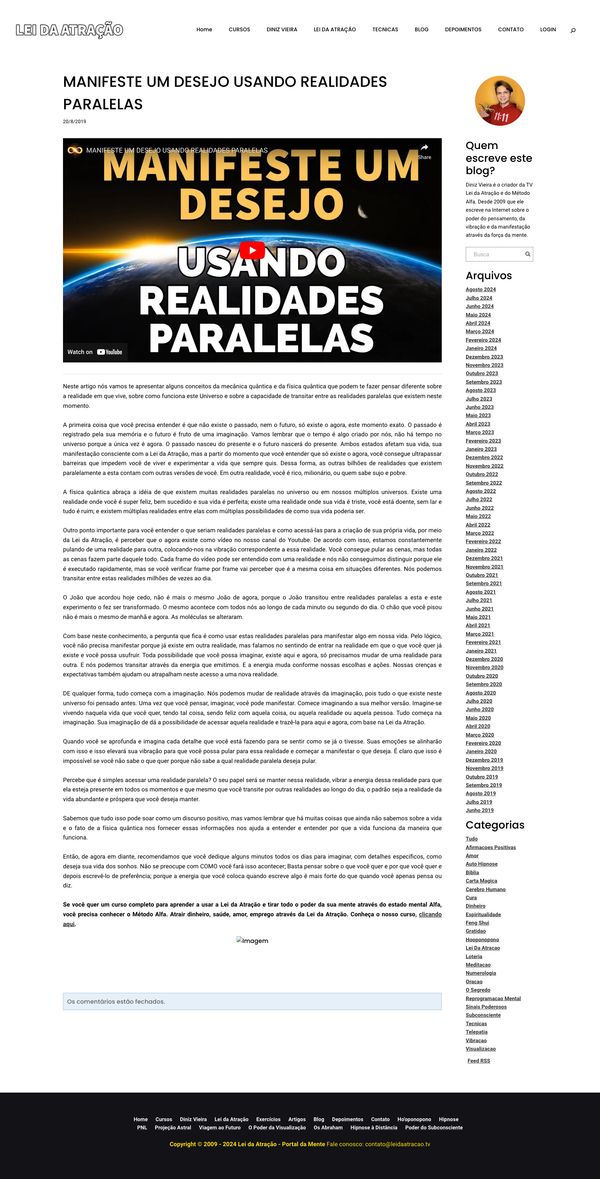 LEI DA ATRAÇÃO
Home CURSOS DINIZ VIEIRA LEI DA ATRAÇÃO TECNICAS BLOG DEPOIMENTOS CONTATO LOGIN
MANIFESTE UM DESEJO USANDO REALIDADES
PARALELAS
20/8/2019
MANIFESTE UM DESEJO USANDO REALIDADES PARALELAS
Share
MANIFESTE UM
DESEJO
USANDO
REALIDADES
PARALELAS
Watch on YouTube
Neste artigo nós vamos te apresentar alguns conceitos da mecânica quântica e da física quântica que podem te fazer pensar diferente sobre
a realidade em que vive, sobre como funciona este Universo e sobre a capacidade de transitar entre as realidades paralelas que existem neste
momento.
A primeira coisa que você precisa entender é que não existe o passado, nem o futuro, só existe o agora, este momento exato. O passado é
registrado pela sua memória e o futuro é fruto de uma imaginação. Vamos lembrar que o tempo é algo criado por nós, não há tempo no
universo porque a única vez é agora. O passado nasceu do presente e o futuro nascerá do presente. Ambos estados afetam sua vida, sua
manifestação consciente com a Lei da Atração, mas a partir do momento que você entender que só existe o agora, você consegue ultrapassar
barreiras que impedem você de viver e experimentar a vida que sempre quis. Dessa forma, as outras bilhões de realidades que existem
paralelamente a esta contam com outras versões de você. Em outra realidade, você é rico, milionário, ou quem sabe sujo e pobre.
A física quântica abraça a idéia de que existem muitas realidades paralelas no universo ou em nossos múltiplos universos. Existe uma
realidade onde você é super feliz, bem sucedido e sua vida é perfeita; existe uma realidade onde sua vida é triste, você está doente, sem lar e
tudo é ruim; e existem múltiplas realidades entre elas com múltiplas possibilidades de como sua vida poderia ser.
Outro ponto importante para você entender o que seriam realidades paralelas e como acessá-las para a criação de sua própria vida, por meio
da Lei da Atração, é perceber que o agora existe como vídeo no nosso canal do Youtube. De acordo com isso, estamos constantemente
pulando de uma realidade para outra, colocando-nos na vibração correspondente a essa realidade. Você consegue pular as cenas, mas todas
as cenas fazem parte daquele todo. Cada frame do vídeo pode ser entendido com uma realidade e nós não conseguimos distinguir porque ele
é executado rapidamente, mas se você verificar frame por frame vai perceber que é a mesma coisa em situações diferentes. Nós podemos
transitar entre estas realidades milhões de vezes ao dia.
O João que acordou hoje cedo, não é mais o mesmo João de agora, porque o João transitou entre realidades paralelas a esta e este
experimento o fez ser transformado. O mesmo acontece com todos nós ao longo de cada minuto ou segundo do dia. O chão que você pisou
não é mais o mesmo de manhã e agora. As moléculas se alteraram.
Com base neste conhecimento, a pergunta que fica é como usar estas realidades paralelas para manifestar algo em nossa vida. Pelo lógico,
você não precisa manifestar porque já existe em outra realidade, mas falamos no sentido de entrar na realidade em que o que você quer já
existe e você possa usufruir. Toda possibilidade que você possa imaginar, existe aqui e agora, só precisamos mudar de uma realidade para
outra. E nós podemos transitar através da energia que emitimos. E a energia muda conforme nossas escolhas e ações. Nossas crenças e
expectativas também ajudam ou atrapalham neste acesso a uma nova realidade.
DE qualquer forma, tudo começa com a imaginação. Nós podemos mudar de realidade através da imaginação, pois tudo o que existe neste
universo foi pensado antes. Uma vez que você pensar, imaginar, você pode manifestar. Comece imaginando a sua melhor versão. Imagine-se
vivendo naquela vida que você quer, tendo tal coisa, sendo feliz com aquela coisa, ou aquela realidade ou aquela pessoa. Tudo começa na
imaginação. Sua imaginação de dá a possibilidade de acessar aquela realidade e trazê-la para aqui e agora, com base na Lei da Atração.
Quando você se aprofunda e imagina cada detalhe que você está fazendo para se sentir como se já o tivesse. Suas emoções se alinharão
com isso e isso elevará sua vibração para que você possa pular para essa realidade e começar a manifestar o que deseja. É claro que isso é
impossível se você não sabe o que quer porque não sabe a qual realidade paralela deseja pular.
Percebe que é simples acessar uma realidade paralela? O seu papel será se manter nessa realidade, vibrar a energia dessa realidade para que
ela esteja presente em todos os momentos e que mesmo que você transite por outras realidades ao longo do dia, o padrão seja a realidade da
vida abundante e próspera que você deseja manter.
Sabemos que tudo isso pode soar como um discurso positivo, mas vamos lembrar que há muitas coisas que ainda não sabemos sobre a vida
e o fato de a física quântica nos fornecer essas informações nos ajuda a entender e entender por que a vida funciona da maneira que
funciona.
Então, de agora em diante, recomendamos que você dedique alguns minutos todos os dias para imaginar, com detalhes específicos, como
deseja sua vida dos sonhos. Não se preocupe com COMO você fará isso acontecer; Basta pensar sobre o que você quer e por que você quer e
depois escrevê-lo de preferência; porque a energia que você coloca quando escreve algo é mais forte do que quando você apenas pensa ou
diz.
Se você quer um curso completo para aprender a usar a Lei da Atração e tirar todo o poder da sua mente através do estado mental Alfa,
você precisa conhecer o Método Alfa. Atrair dinheiro, saúde, amor, emprego através da Lei da Atração. Conheça o nosso curso, clicando
aqui.
Imagem
Os comentários estão fechados.
11:11
Quem
escreve este
blog?
Diniz Vieira é o criador da TV
Lei da Atração e do Método
Alfa. Desde 2009 que ele
escreve na Internet sobre o
poder do pensamento, da
vibração e da manifestação
através da força da mente.
Busca
Arquivos
Agosto 2024
Julho 2024
Junho 2024
Maio 2024
Abril 2024
Março 2024
Fevereiro 2024
Janeiro 2024
Dezembro 2023
Novembro 2023
Outubro 2023
Setembro 2023
Agosto 2023
Julho 2023
Junho 2023
Maio 2023
Abril 2023
Março 2023
Fevereiro 2023
Janeiro 2023
Dezembro 2022
Novembro 2022
Outubro 2022
Setembro 2022
Agosto 2022
Julho 2022
Junho 2022
Maio 2022
Abril 2022
Março 2022
Fevereiro 2022
Janeiro 2022
Dezembro 2021
Novembro 2021
Outubro 2021
Setembro 2021
Agosto 2021
Julho 2021
Junho 2021
Maio 2021
Abril 2021
Março 2021
Fevereiro 2021
Janeiro 2021
Dezembro 2020
Novembro 2020
Outubro 2020
Setembro 2020
Agosto 2020
Julho 2020
Junho 2020
Maio 2020
Abril 2020
Março 2020
Fevereiro 2020
Janeiro 2020
Dezembro 2019
Novembro 2019
Outubro 2019
Setembro 2019
Agosto 2019
Julho 2019
Junho 2019
Categorias
Tudo
Afirmacoes Positivas
Amor
Auto Hipnose
Bíblia
Carta Magica
Cerebro Humano
Cura
Dinheiro
Espiritualidade
Feng Shui
Gratidao
Hooponopono
Lei Da Atracao
Loteria
Meditacao
Numerologia
Oracao
O Segredo
Reprogramacao Mental
Sinais Poderosos
Subconsciente
Tecnicas
Telepatia
Vibracao
Visualizacao
Feed RSS
Home Cursos Diniz Vieira Lei da Atração Exercícios Artigos Blog Depoimentos Contato Ho'oponopono Hipnose
PNL Projeção Astral Viagem ao Futuro O Poder da Visualização Os Abraham Hipnose à Distância Poder do Subconsciente
Copyright © 2009 - 2024 Lei da Atração - Portal da Mente Fale conosco: contato@leidaatracao.tv